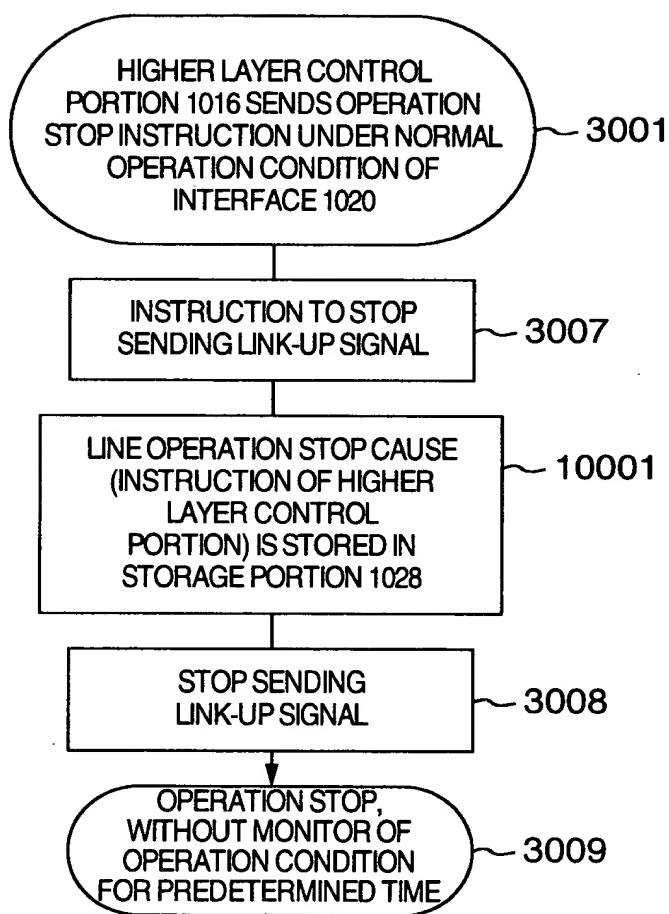 HIGHER LAYER CONTROL
PORTION 1016 SENDS OPERATION
STOP INSTRUCTION UNDER NORMAL
OPERATION CONDITION OF
INTERFACE 1020
3001
INSTRUCTION TO STOP
SENDING LINK-UP SIGNAL
3007
LINE OPERATION STOP CAUSE
(INSTRUCTION OF HIGHER
LAYER CONTROL
PORTION) IS STORED IN
STORAGE PORTION 1028
10001
STOP SENDING
LINK-UP SIGNAL
3008
OPERATION STOP,
WITHOUT MONITOR OF
OPERATION CONDITION
FOR PREDETERMINED TIME
3009